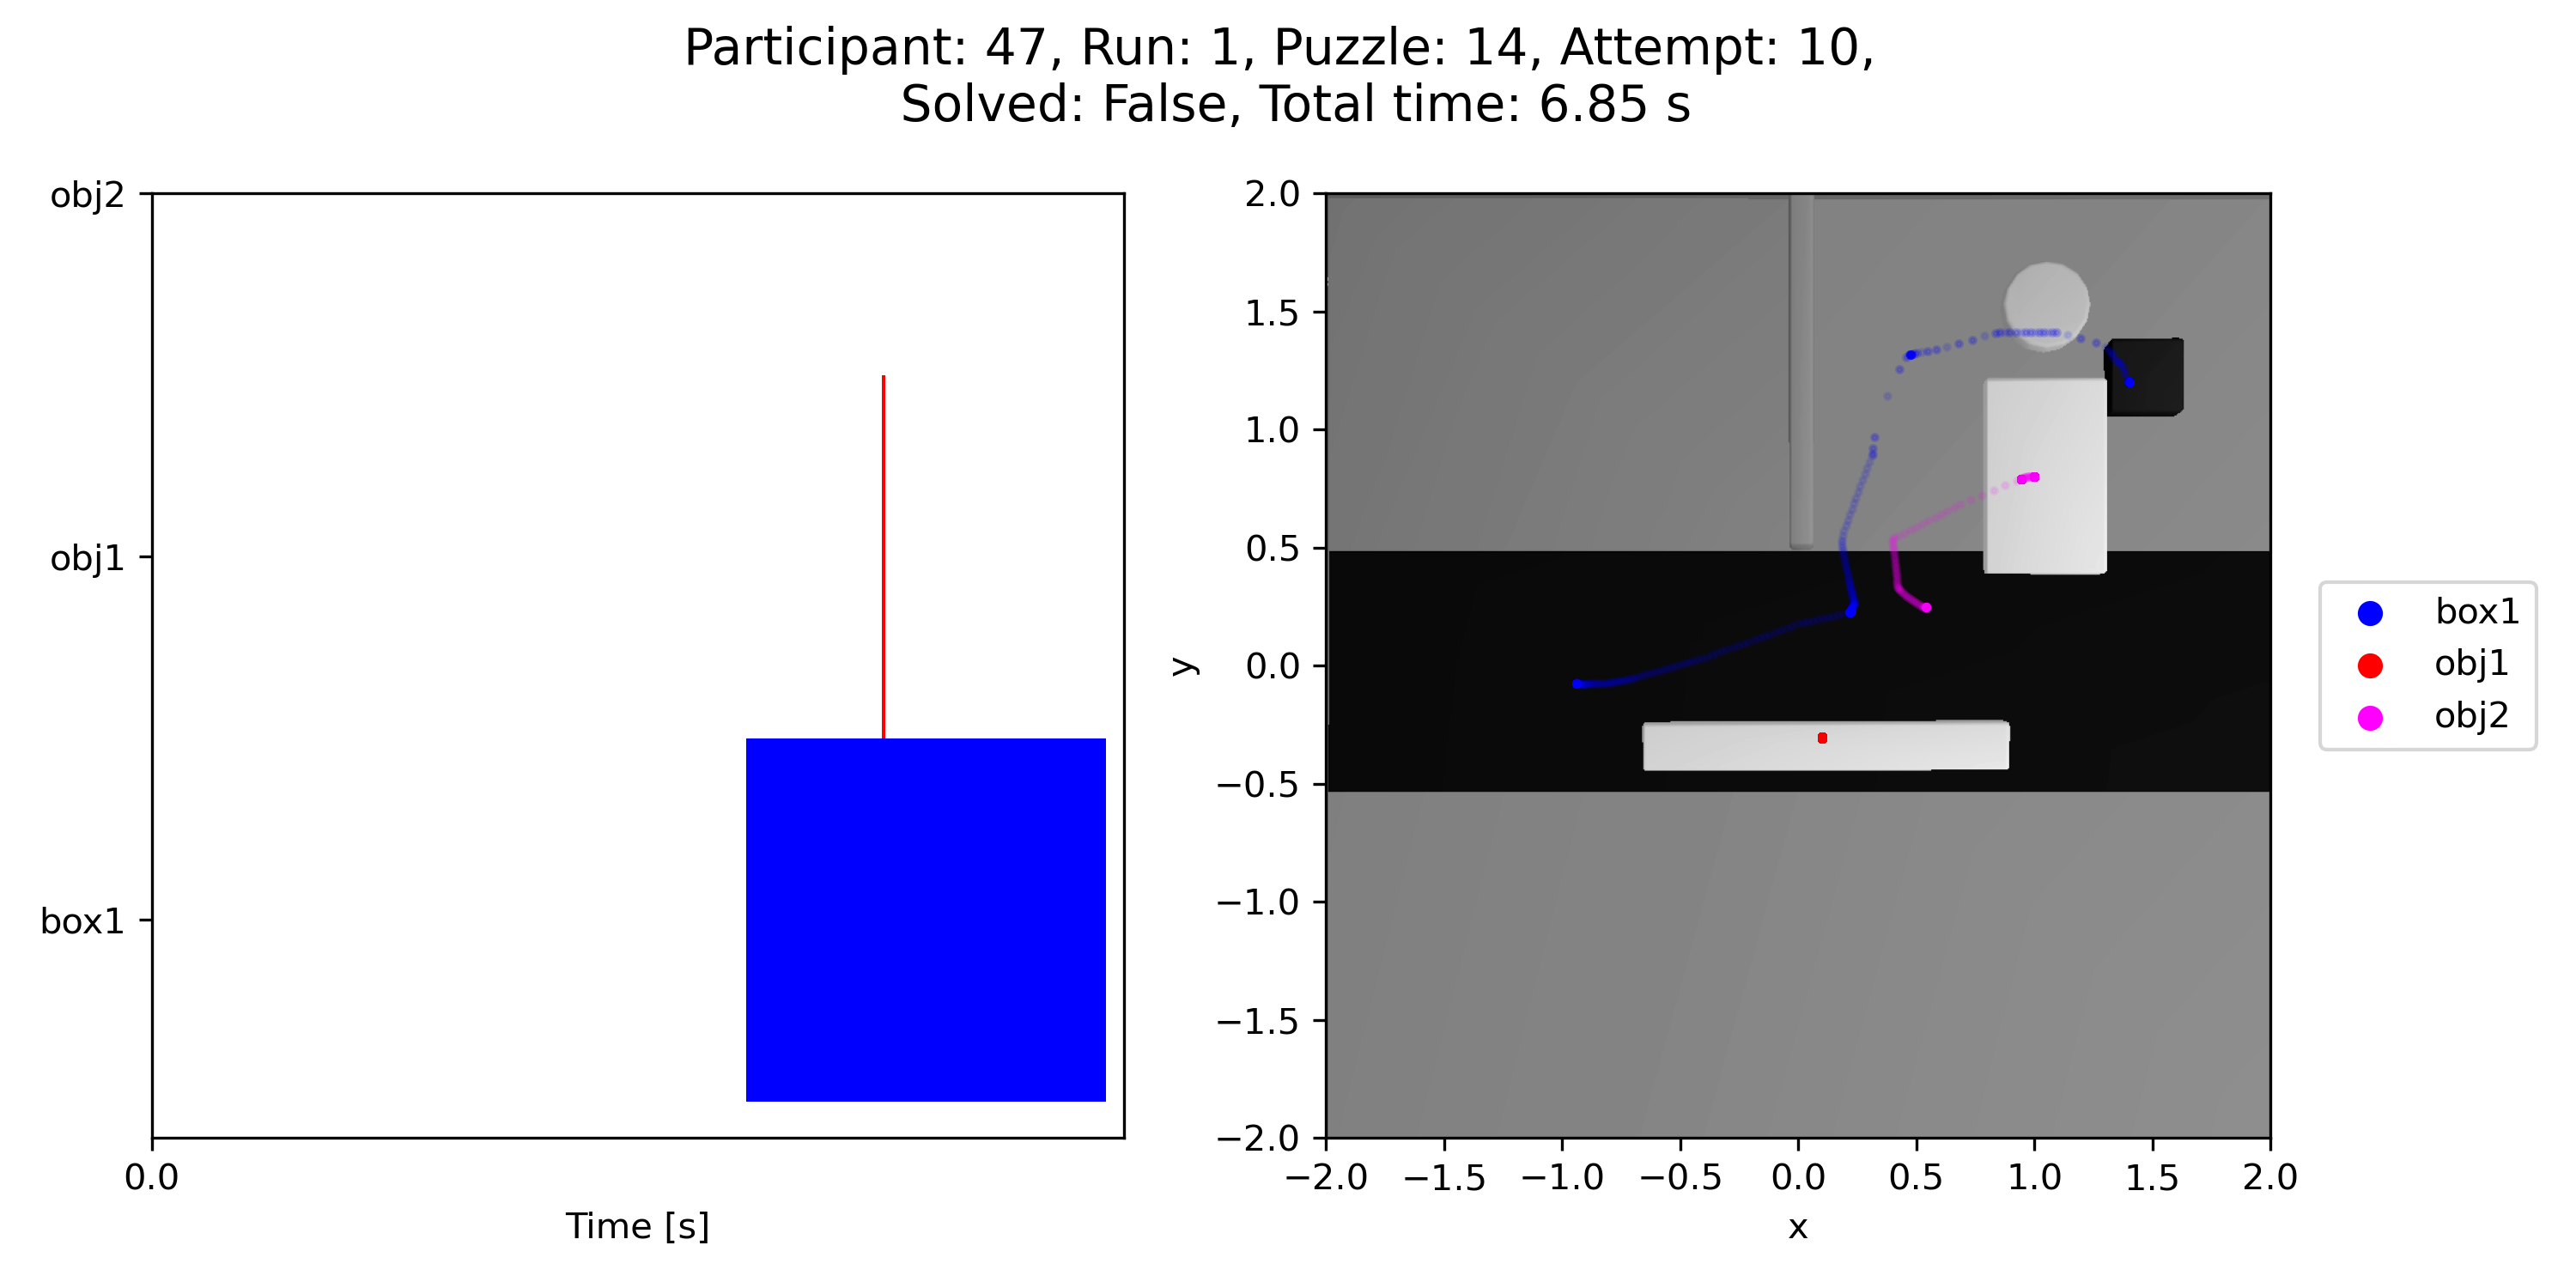 Participant: 47, Run: 1, Puzzle: 14, Attempt: 10,
Solved: False, Total time: 6.85 s
obj2
obj1
box1
0.0
Time [s]
2.0
1.5
1.0
0.5
0.0
−0.5
−1.0
−1.5
−2.0
y
−2.0 −1.5 −1.0 −0.5 0.0 0.5 1.0 1.5 2.0
x
box1
obj1
obj2